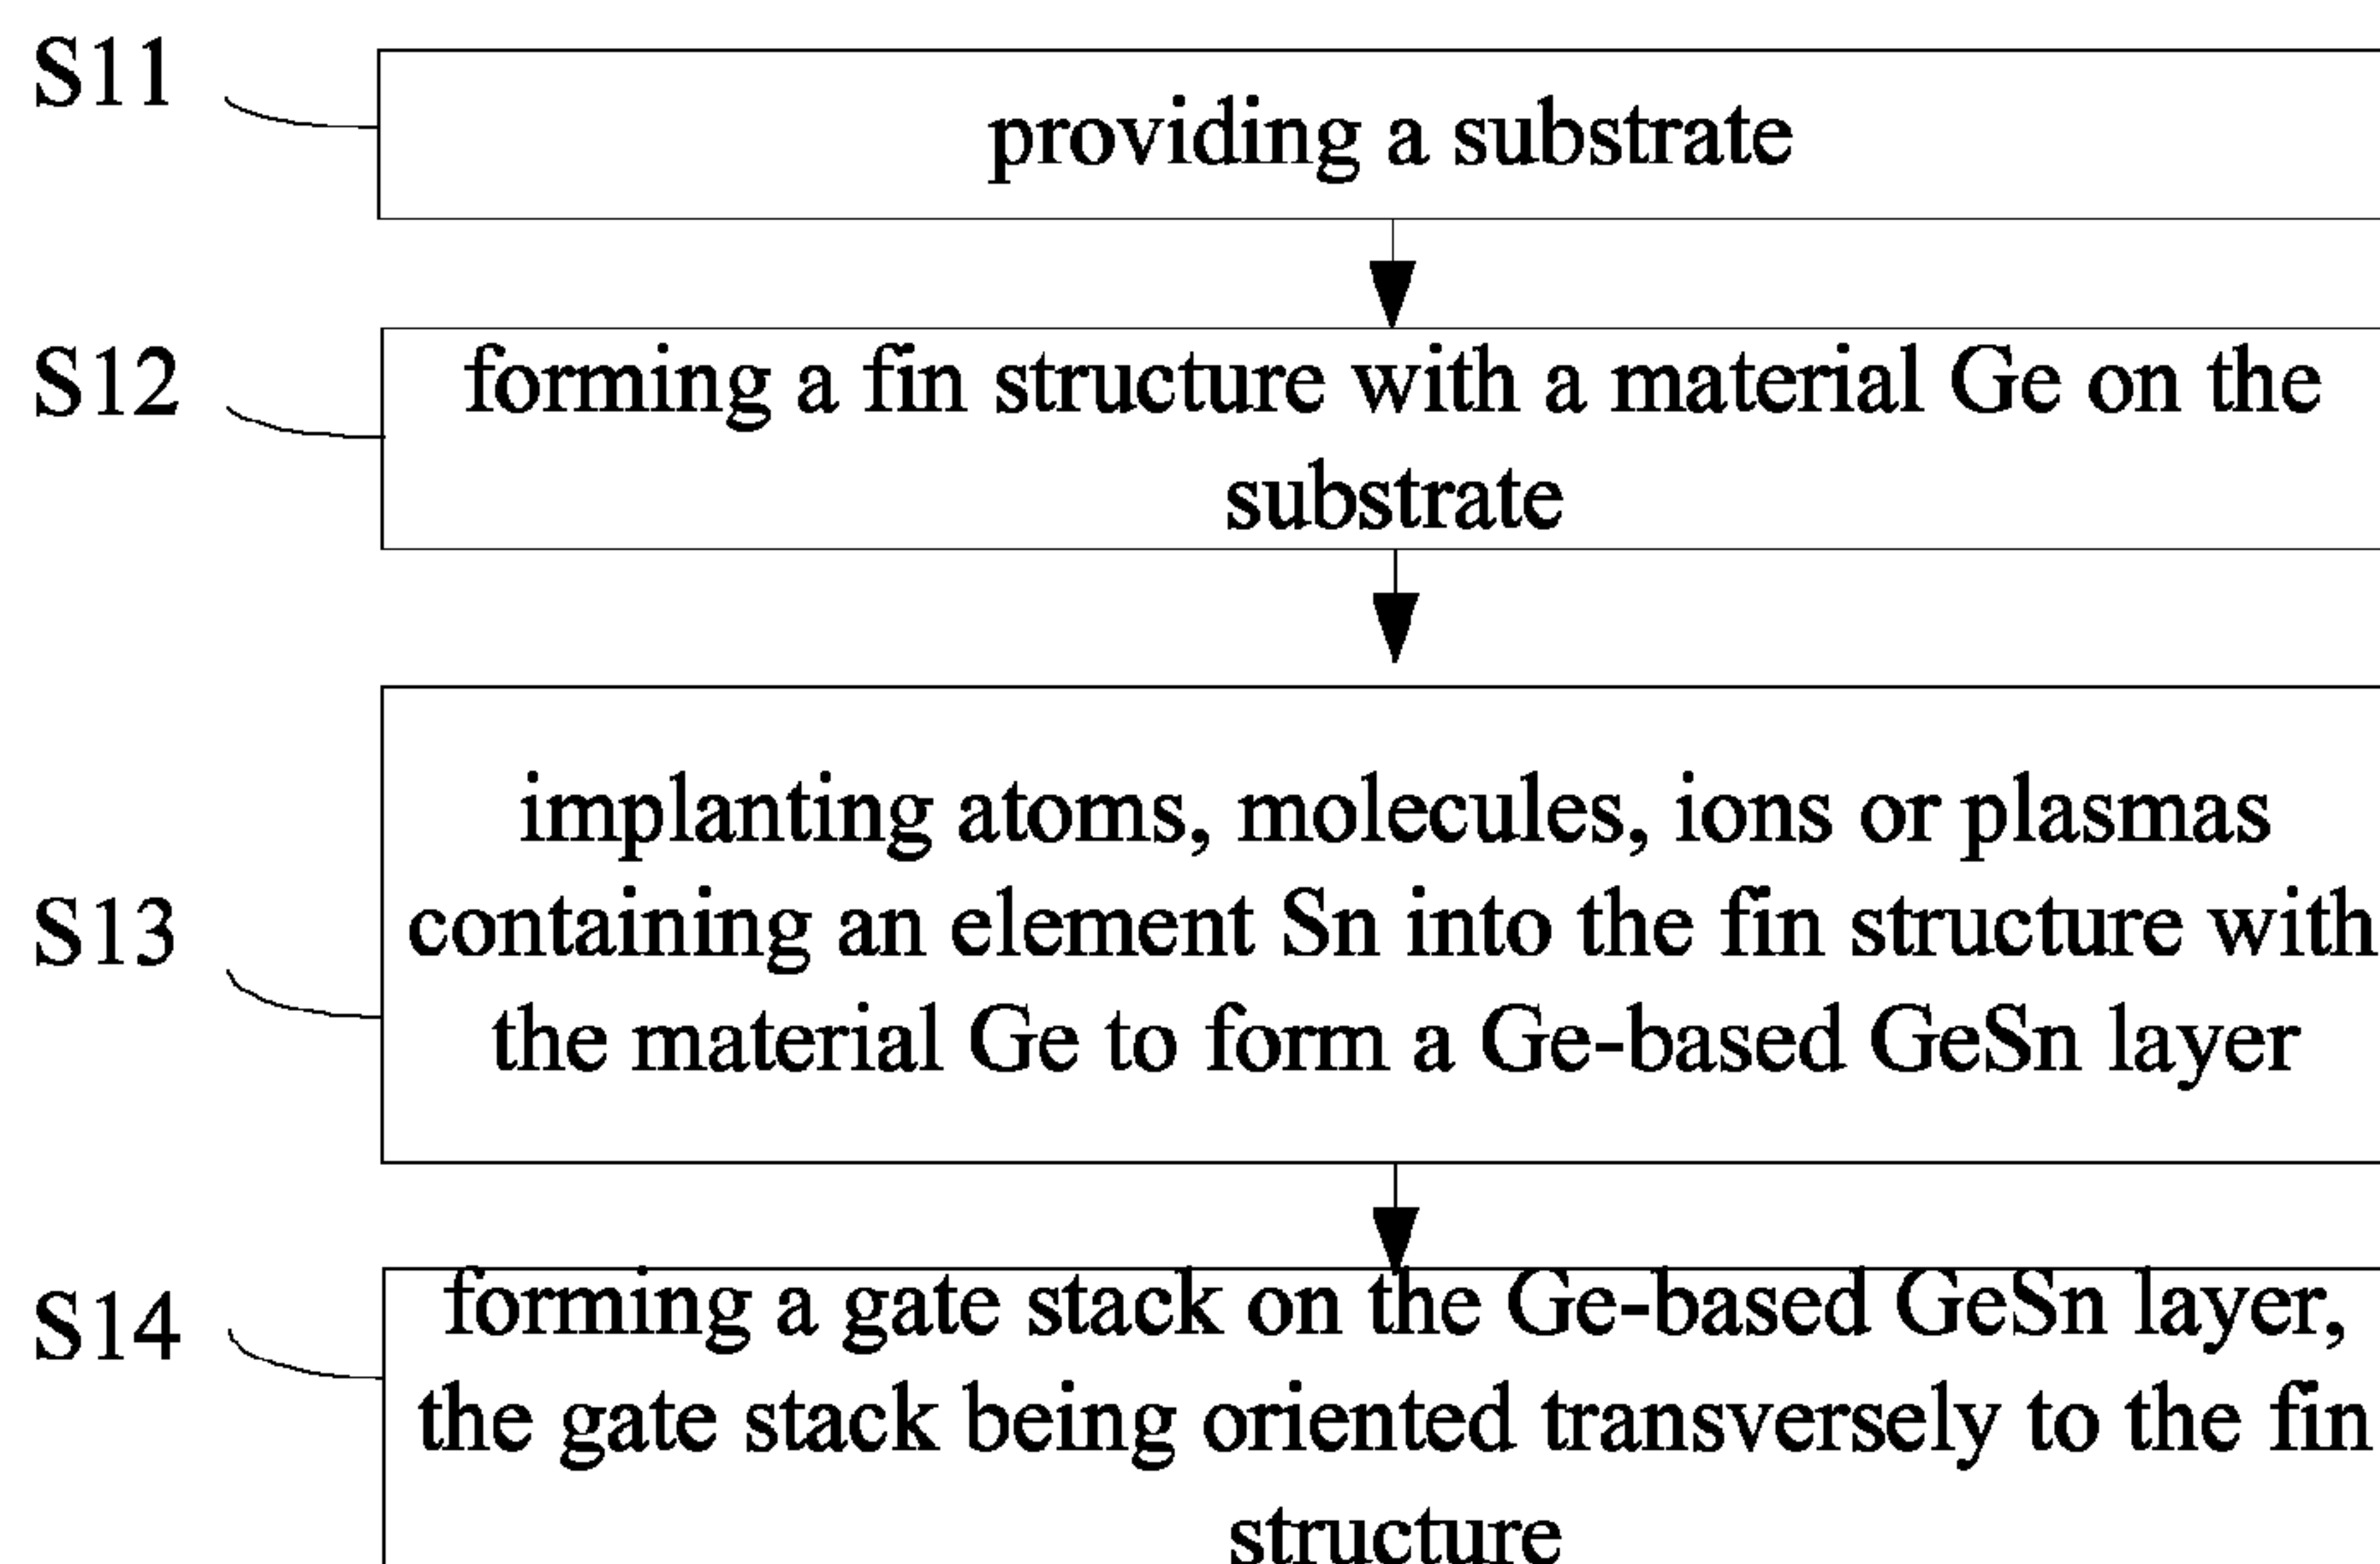 S11
providing a substrate
S12
forming a fin structure with a material Ge on the
substrate
S13
implanting atoms, molecules, ions or plasmas
containing an element Sn into the fin structure with
the material Ge to form a Ge-based GeSn layer
S14
forming a gate stack on the Ge-based GeSn layer,
the gate stack being oriented transversely to the fin
structure